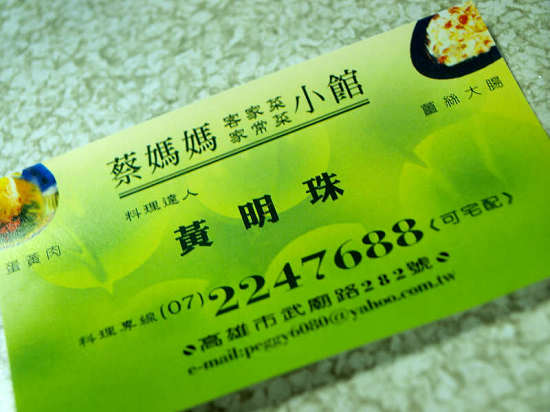 蔡媽媽 客家菜 家常菜 小館
薑絲大腸
料理達人
黃明珠
蛋黃肉
料理專線(07)2247688〈可宅配〉
高雄市武廟路282號
e-mail:peggy6080@yahoo.com.tw